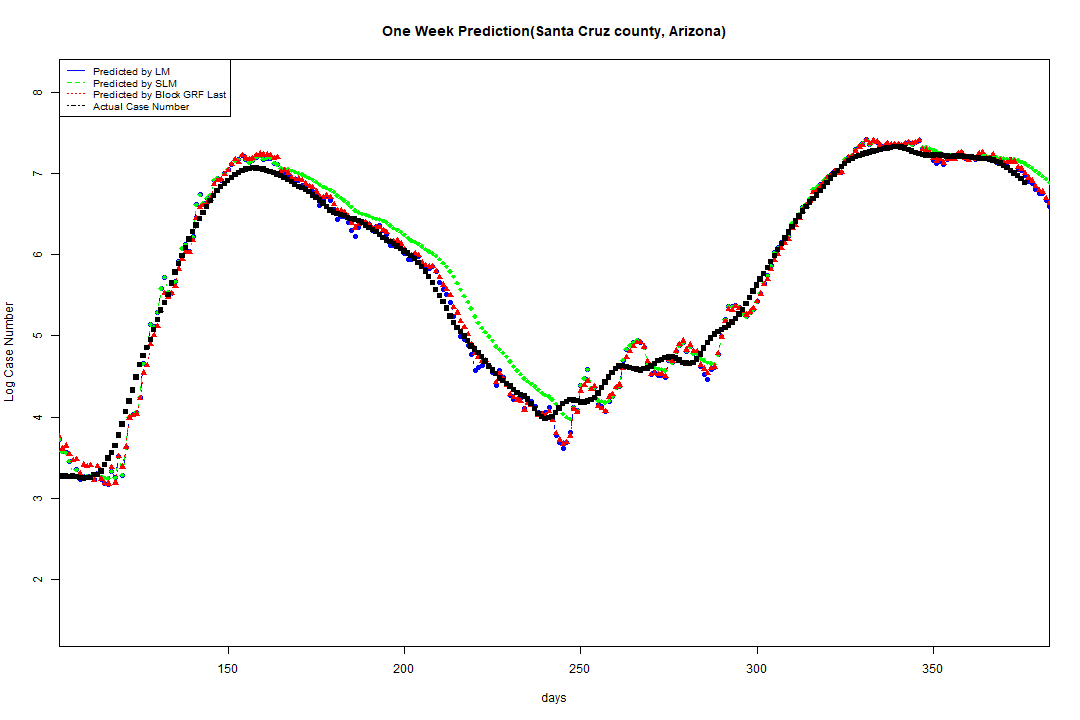 One Week Prediction(Santa Cruz county, Arizona)
Predicted by LM
Predicted by SLM
Predicted by Block GRF Last
Actual Case Number
8
7
6
5
4
3
2
Log Case Number
150 200 250 300 350
days